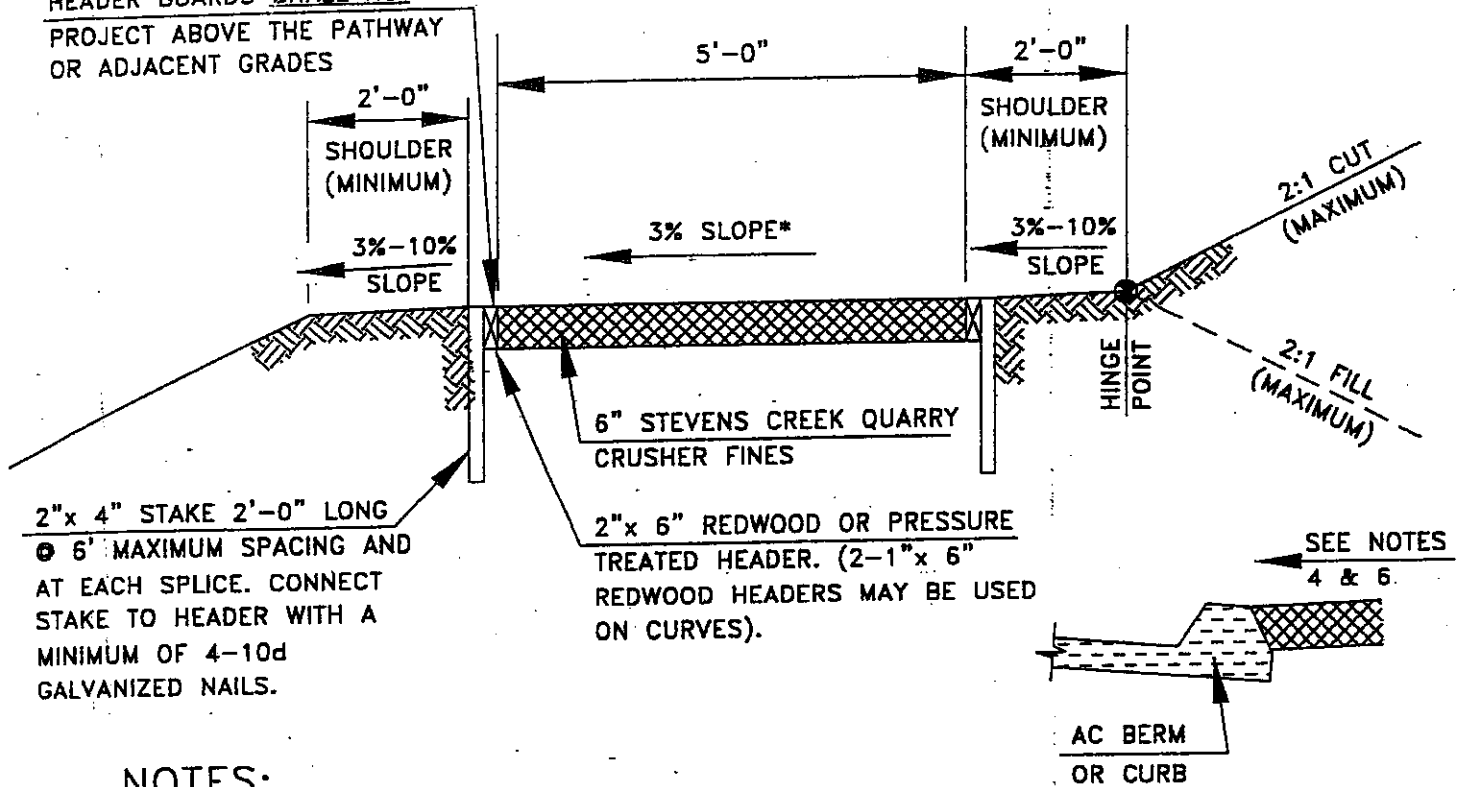 HEADER BOARDS SHALL NOT
PROJECT ABOVE THE PATHWAY
OR ADJACENT GRADES
5'-0"
2'-0"
2'-0"
SHOULDER
(MINIMUM)
SHOULDER
(MINIMUM)
2:1 CUT
(MAXIMUM)
3%-10%
SLOPE
3% SLOPE*
3%-10%
SLOPE
HINGE
POINT
2:1 FILL
(MAXIMUM)
6" STEVENS CREEK QUARRY
CRUSHER FINES
2"x 4" STAKE 2'-0" LONG
@ 6' MAXIMUM SPACING AND
AT EACH SPLICE. CONNECT
STAKE TO HEADER WITH A
MINIMUM OF 4-10d
GALVANIZED NAILS.
2"x 6" REDWOOD OR PRESSURE
TREATED HEADER. (2-1"x 6"
REDWOOD HEADERS MAY BE USED
ON CURVES).
SEE NOTES
4 & 6
AC BERM
OR CURB
NOTES: